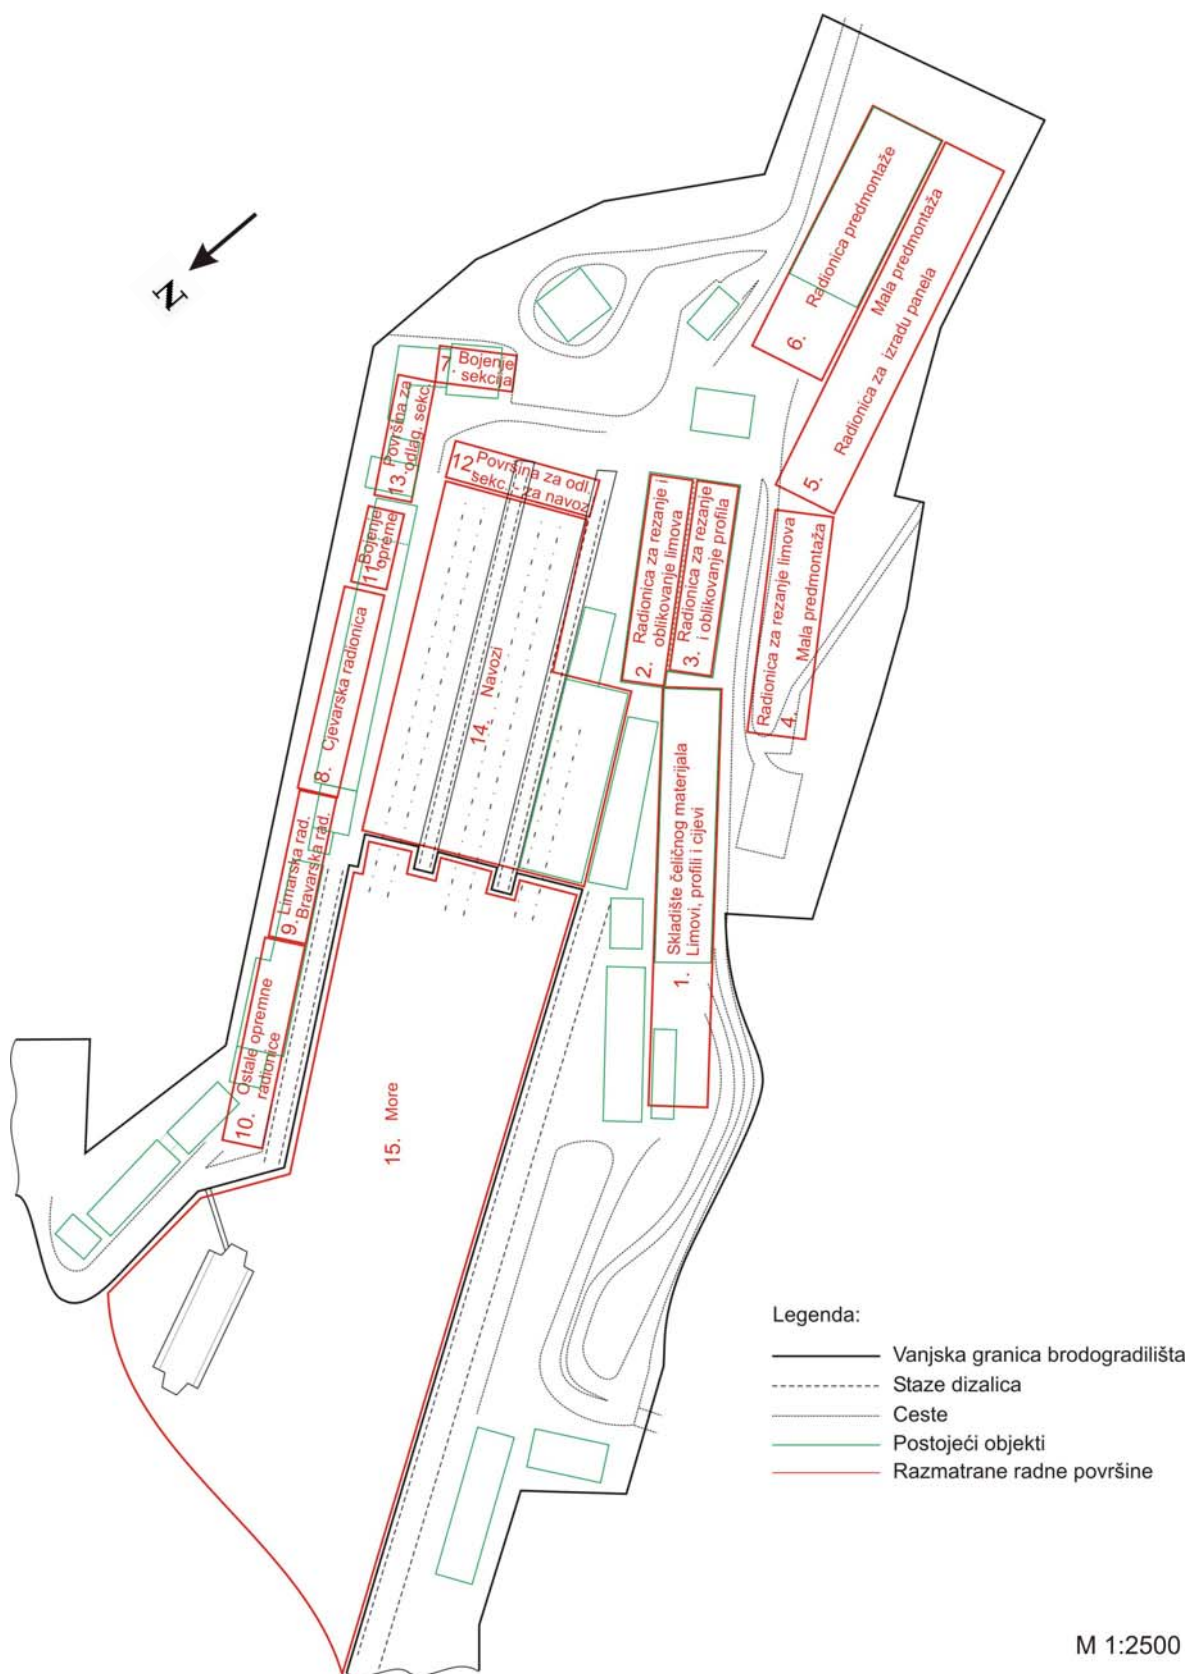 N
6.
Radionica predmontaže
Mala predmontaža
5.
Radionica za izradu panela
7.
Bojenje
sekcija
13.
Površina za
odlag. sekc.
12
Površina za odl.
sekc. - za navoz
11
Bojenje
opreme
2.
Radionica za rezanje i
oblikovanje limova
3.
Radionica za rezanje
i oblikovanje profila
4.
Radionica za rezanje limova
Mala predmontaža
8.
Cjevarska radionica
14.
Navozi
9.
Limarska rad.
Bravarska rad.
1.
Skladište čeličnog materijala
Limovi, profili i cijevi
10.
Ostale opremne
radionice
15.
More
Legenda:
Vanjska granica brodogradilišta
Staze dizalica
Ceste
Postojeći objekti
Razmatrane radne površine
M 1:2500